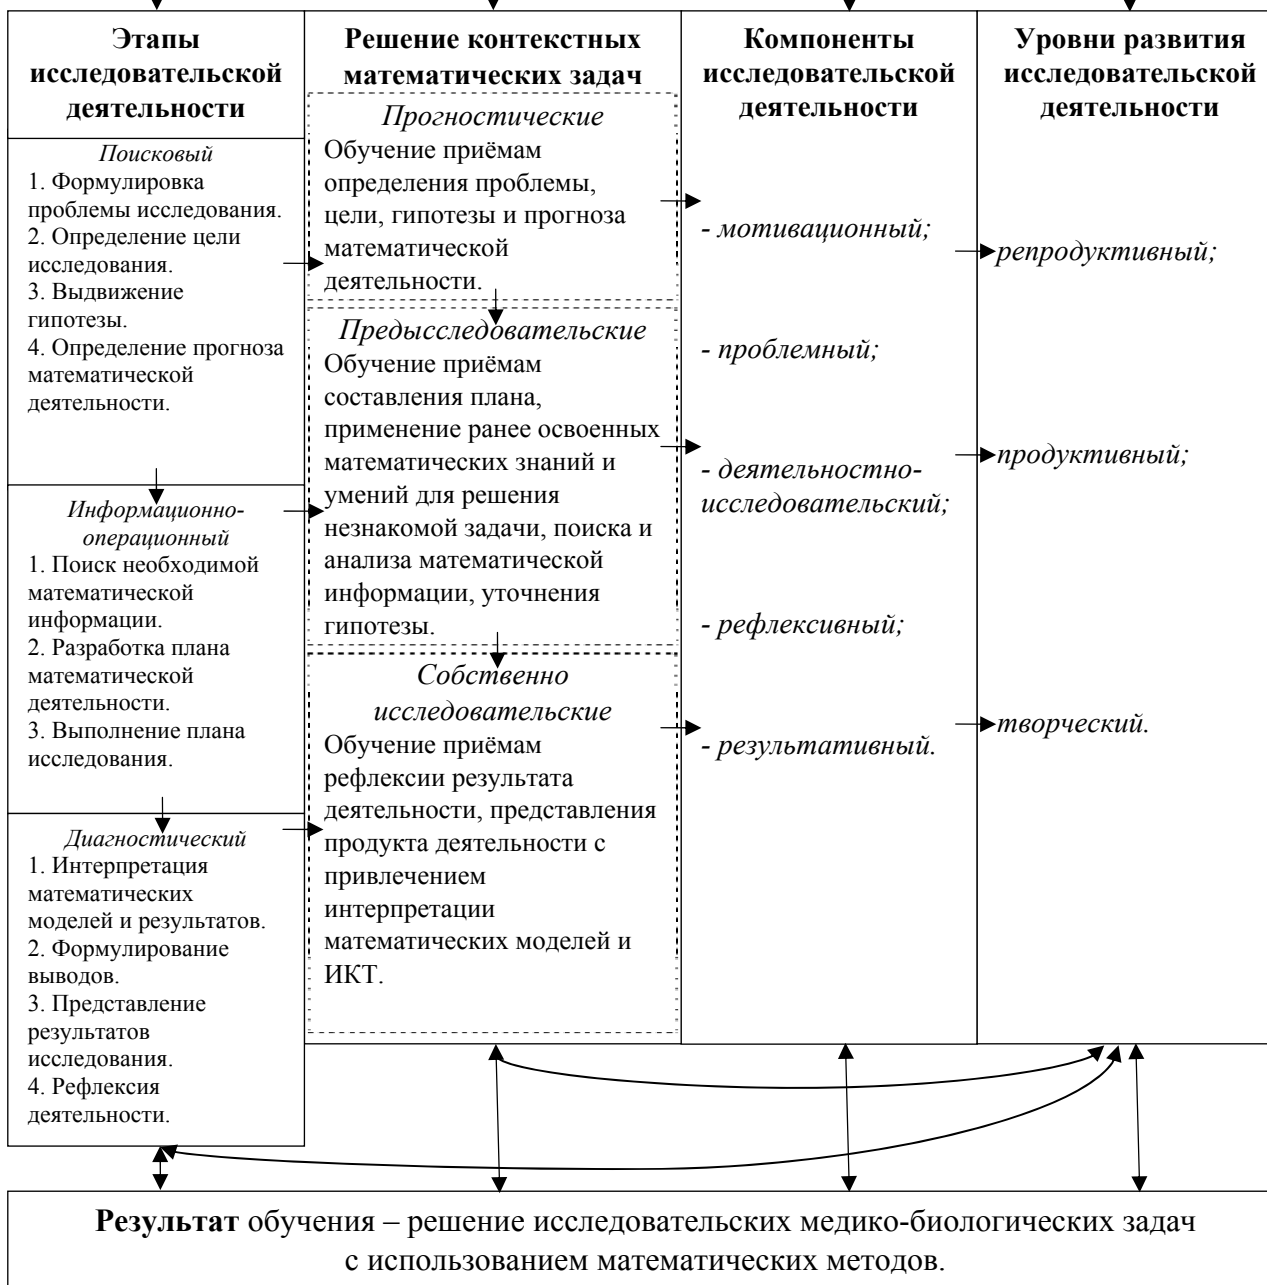 Этапы
исследовательской
деятельности
Поисковый
1. Формулировка
проблемы исследования.
2. Определение цели
исследования.
3. Выдвижение
гипотезы.
4. Определение прогноза
математической
деятельности.
Информационно-
операционный
1. Поиск необходимой
математической
информации.
2. Разработка плана
математической
деятельности.
3. Выполнение плана
исследования.
Диагностический
1. Интерпретация
математических
моделей и результатов.
2. Формулирование
выводов.
3. Представление
результатов
исследования.
4. Рефлексия
деятельности.
Решение контекстных
математических задач
Прогностические
Обучение приёмам
определения проблемы,
цели, гипотезы и прогноза
математической
деятельности.
Предысследовательские
Обучение приёмам
составления плана,
применение ранее освоенных
математических знаний и
умений для решения
незнакомой задачи, поиска и
анализа математической
информации, уточнения
гипотезы.
Собственно
исследовательские
Обучение приёмам
рефлексии результата
деятельности, представления
продукта деятельности с
привлечением
интерпретации
математических моделей и
ИКТ.
Компоненты
исследовательской
деятельности
- мотивационный;
- проблемный;
- деятельностно-
исследовательский;
- рефлексивный;
- результативный.
Уровни развития
исследовательской
деятельности
репродуктивный;
продуктивный;
творческий.
Результат обучения – решение исследовательских медико-биологических задач
с использованием математических методов.